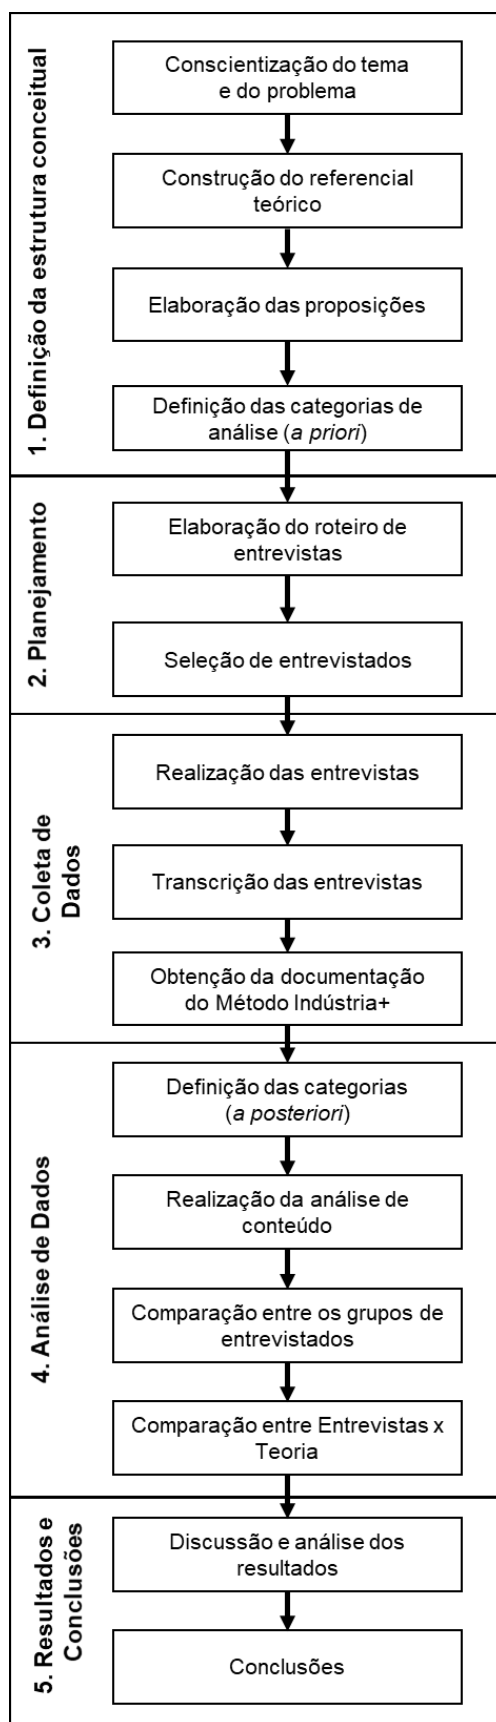 1. Definição da estrutura conceitual
Conscientização do tema
e do problema
Construção do referencial
teórico
Elaboração das proposições
Definição das categorias de
análise (a priori)
2. Planejamento
Elaboração do roteiro de
entrevistas
Seleção de entrevistados
3. Coleta de
Dados
Realização das entrevistas
Transcrição das entrevistas
Obtenção da documentação
do Método Indústria+
4. Análise de Dados
Definição das categorias
(a posteriori)
Realização da análise de
conteúdo
Comparação entre os grupos de
entrevistados
Comparação entre Entrevistas x
Teoria
5. Resultados e
Conclusões
Discussão e análise dos
resultados
Conclusões